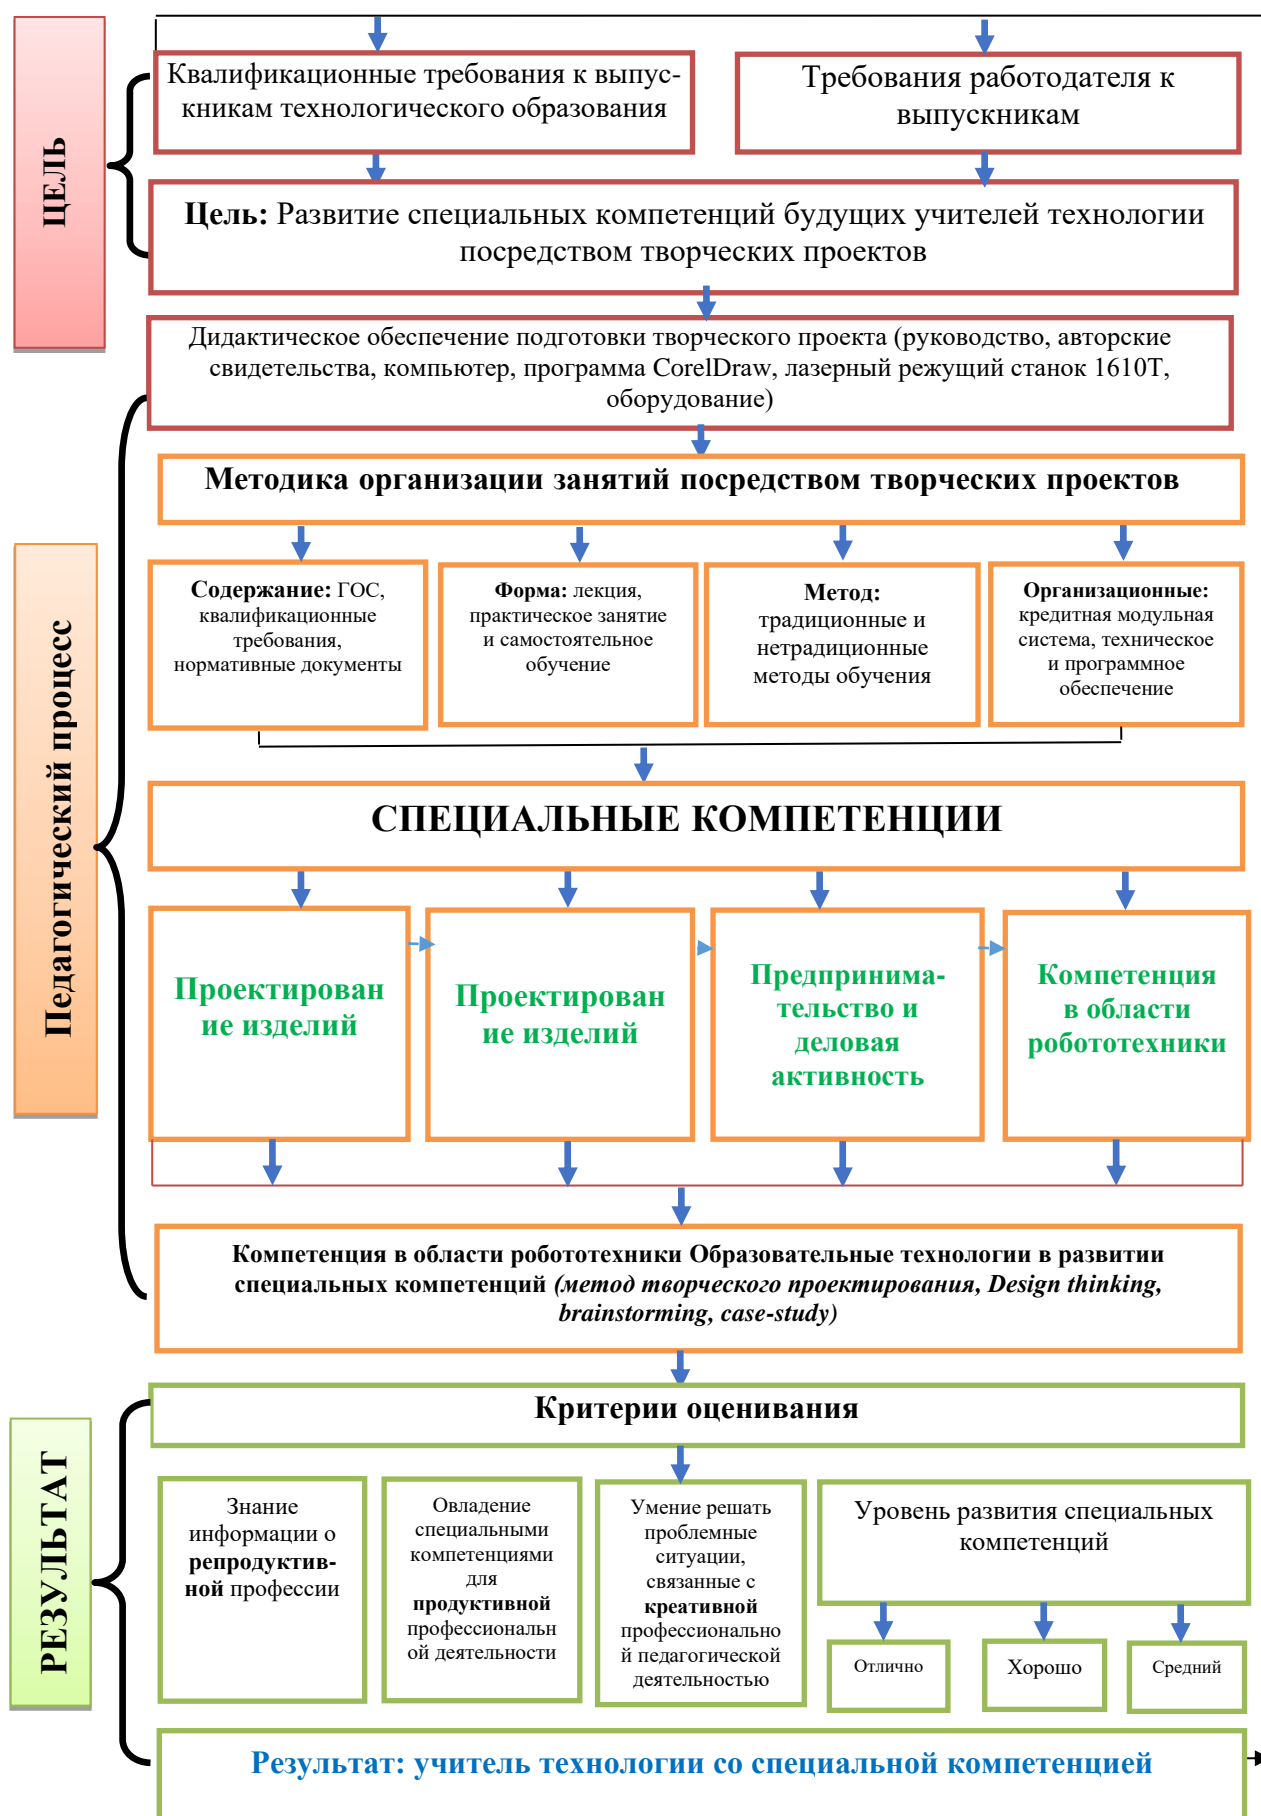 ЦЕЛЬ
Квалификационные требования к выпус-
кникам технологического образования
Требования работодателя к
выпускникам
Цель: Развитие специальных компетенций будущих учителей технологии
посредством творческих проектов
Дидактическое обеспечение подготовки творческого проекта (руководство, авторские
свидетельства, компьютер, программа CorelDraw, лазерный режущий станок 1610Т,
оборудование)
Педагогический процесс
Методика организации занятий посредством творческих проектов
Содержание: ГОС,
квалификационные
требования,
нормативные документы
Форма: лекция,
практическое занятие
и самостоятельное
обучение
Метод:
традиционные и
нетрадиционные
методы обучения
Организационные:
кредитная модульная
система, техническое
и программное
обеспечение
СПЕЦИАЛЬНЫЕ КОМПЕТЕНЦИИ
Проектирован
ие изделий
Проектирован
ие изделий
Предпринима-
тельство и
деловая
активность
Компетенция
в области
робототехники
Компетенция в области робототехники Образовательные технологии в развитии
специальных компетенций (метод творческого проектирования, Design thinking,
brainstorming, case-study)
РЕЗУЛЬТАТ
Критерии оценивания
Знание
информации о
репродуктив-
ной профессии
Овладение
специальными
компетенциями
для
продуктивной
профессиональн
ой деятельности
Умение решать
проблемные
ситуации,
связанные с
креативной
профессионально
й педагогической
деятельностью
Уровень развития специальных
компетенций
Отлично
Хорошо
Средний
Результат: учитель технологии со специальной компетенцией